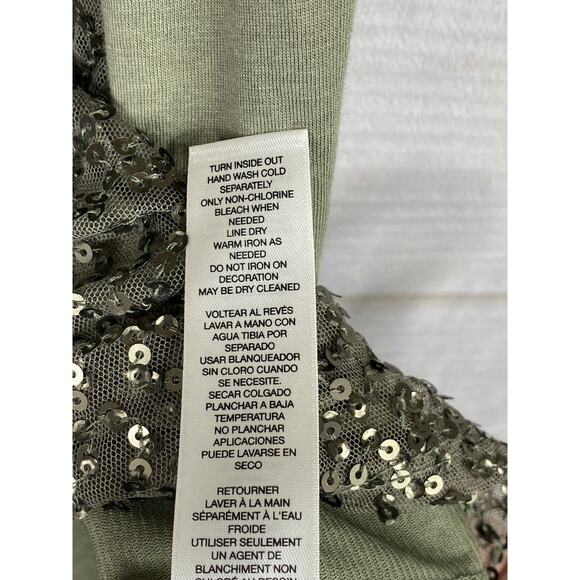 TURN INSIDE OUT
HAND WASH COLD
SEPARATELY
ONLY NON-CHLORINE
BLEACH WHEN
NEEDED
LINE DRY
WARM IRON AS
NEEDED
DO NOT IRON ON
DECORATION
MAY BE DRY CLEANED
VOLTEAR AL REVÉS
LAVAR A MANO CON
AGUA TIBIA POR
SEPARADO
USAR BLANQUEADOR
SIN CLORO CUANDO
SE NECESITE.
SECAR COLGADO
PLANCHAR A BAJA
TEMPERATURA
NO PLANCHAR
APLICACIONES
PUEDE LAVARSE EN
SECO
RETOURNER
LAVER À LA MAIN
SÉPARÉMENT À L'EAU
FROIDE
UTILISER SEULEMENT
UN AGENT DE
BLANCHIMENT NON
CHLORÉ AU BESOIN